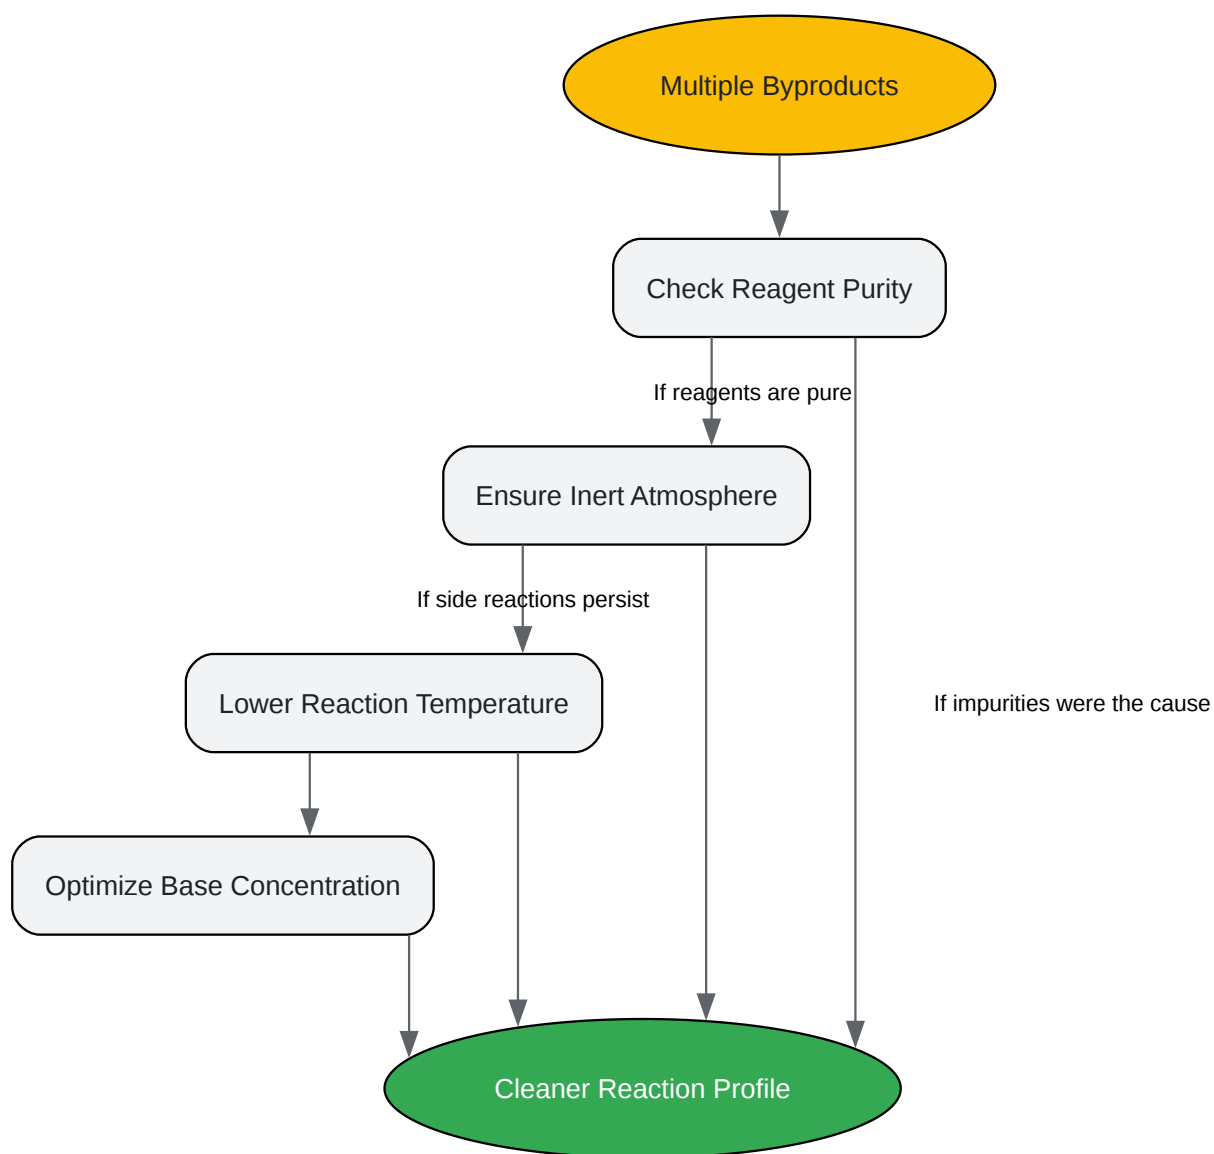 Multiple Byproducts
Check Reagent Purity
If reagents are pure
Ensure Inert Atmosphere
If side reactions persist
Lower Reaction Temperature
If impurities were the cause
Optimize Base Concentration
Cleaner Reaction Profile